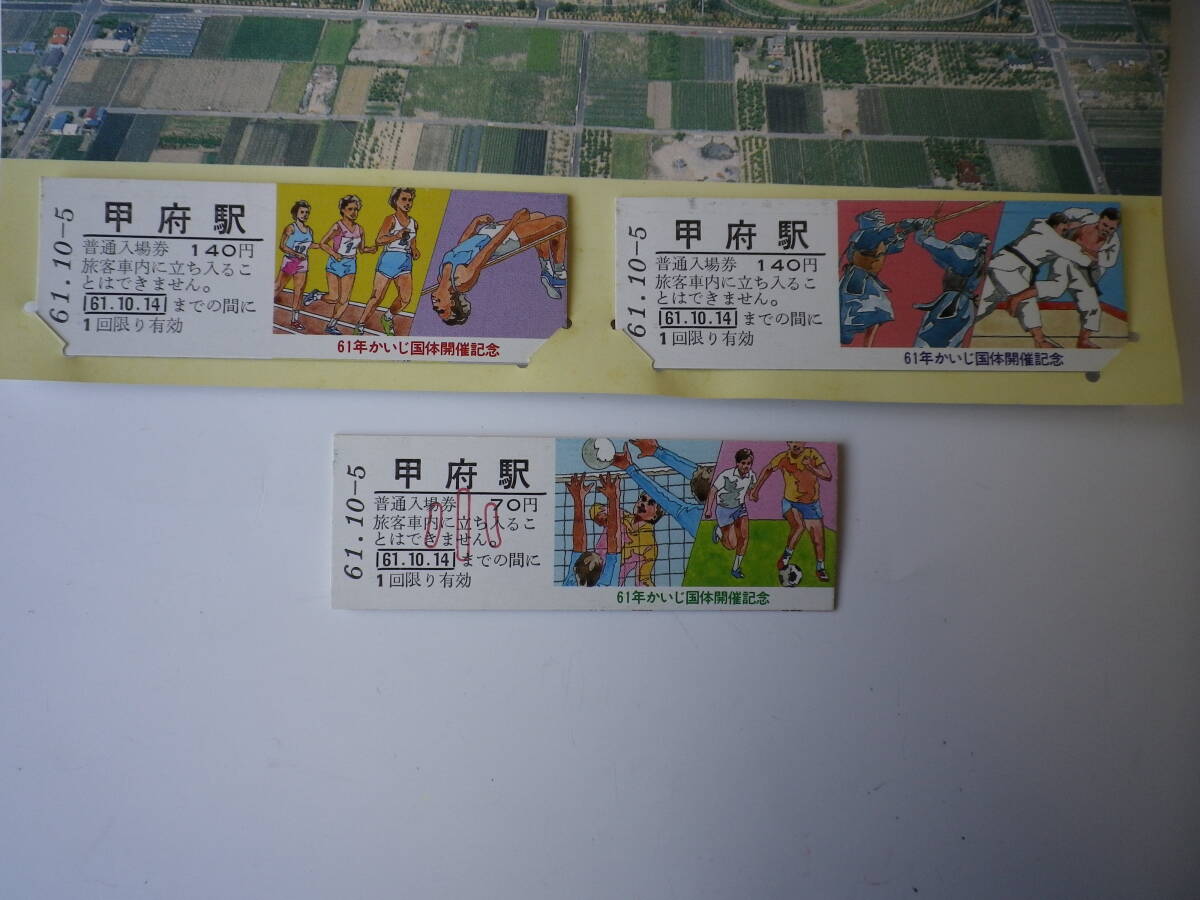 61.10-5
甲府駅
普通入場券 140円
旅客車内に立ち入るこ
とはできません。
61.10.14 までの間に
1回限り有効
61年かいじ国体開催記念
61.10-5
甲府駅
普通入場券 140円
旅客車内に立ち入るこ
とはできません。
61.10.14 までの間に
1回限り有効
61年かいじ国体開催記念
61.10-5
甲府駅
普通入場券 70円
小
旅客車内に立ち入るこ
とはできません。
61.10.14 までの間に
1回限り有効
61年かいじ国体開催記念